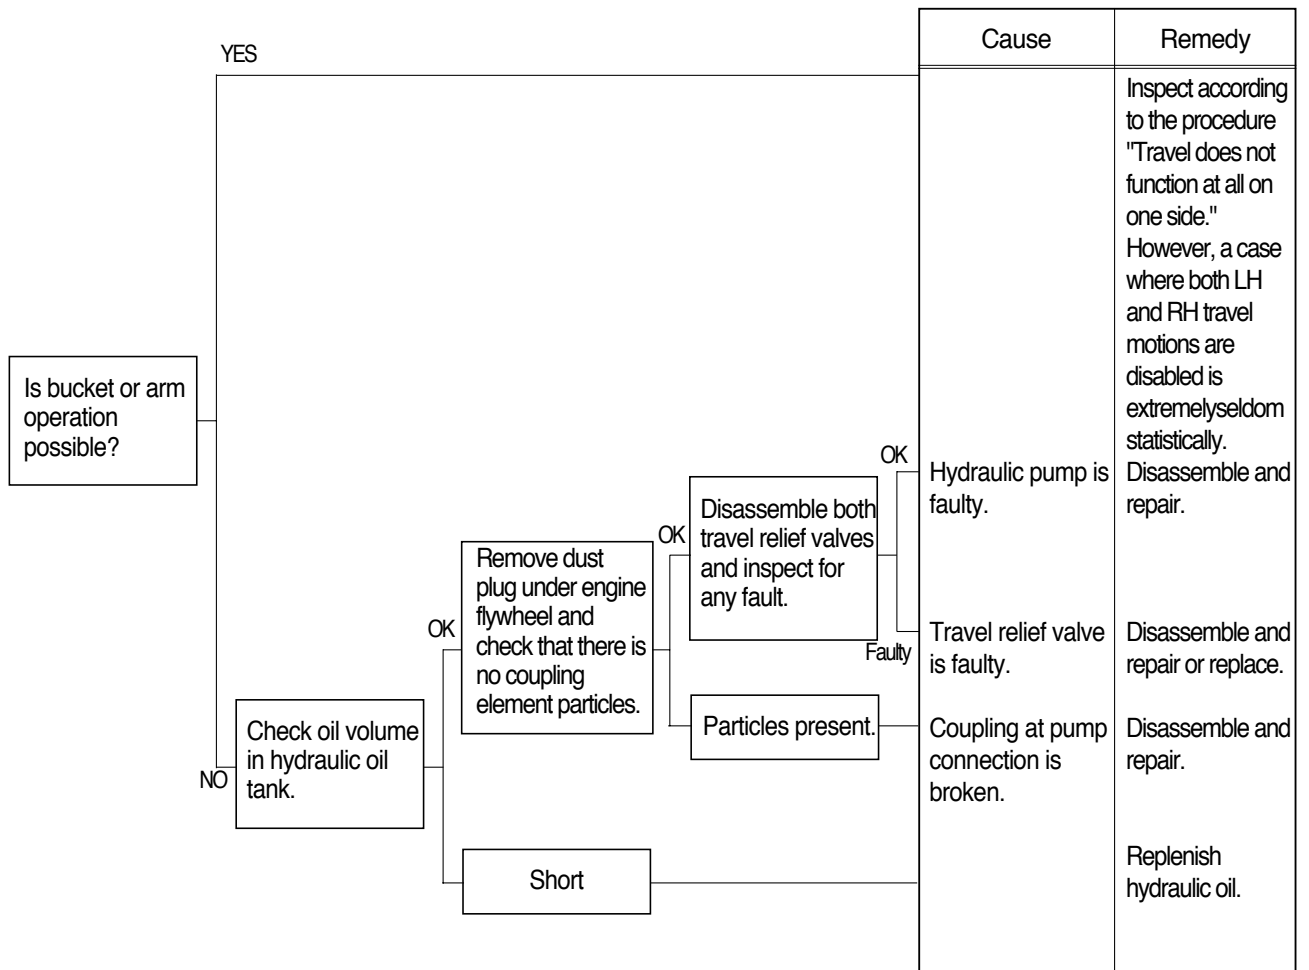 Cause
Remedy
YES
Inspect according
to the procedure
"Travel does not
function at all on
one side."
However, a case
where both LH
and RH travel
motions are
disabled is
extremelyseldom
statistically.
Is bucket or arm
operation
possible?
NO
Check oil volume
in hydraulic oil
tank.
OK
Remove dust
plug under engine
flywheel and
check that there is
no coupling
element particles.
OK
Disassemble both
travel relief valves
and inspect for
any fault.
OK
Hydraulic pump is
faulty.
Disassemble and
repair.
Faulty
Travel relief valve
is faulty.
Disassemble and
repair or replace.
Particles present.
Coupling at pump
connection is
broken.
Disassemble and
repair.
Short
Replenish
hydraulic oil.